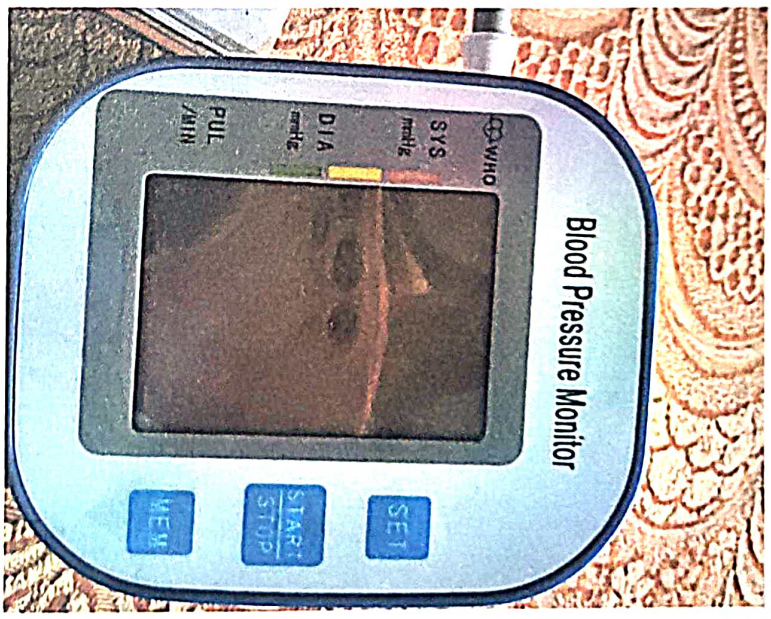 Blood Pressure Monitor
WHO
SYS
mmHg
DIA
mmHg
PUL
/MIN
SET
START
STOP
MEM